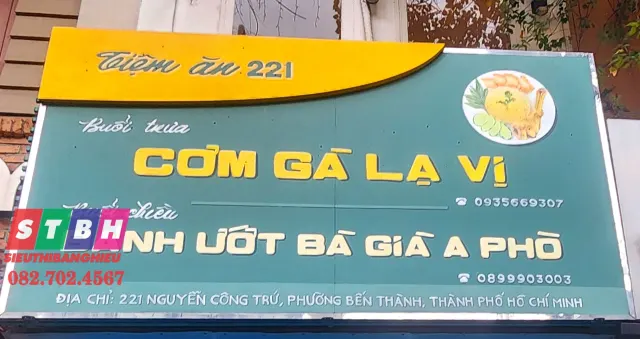 Tiệm ăn 221
Buổi trưa
CƠM GÀ LẠ VỊ
0935669307
chiều
ƯỚT BÀ GIÀ A PHÒ
0899903003
ĐỊA CHỈ: 221 NGUYỄN CÔNG TRỨ, PHƯỜNG BẾN THÀNH, THÀNH PHỐ HỒ CHÍ MINH
STBH
SIEUTHIBANGHIEU
082.702.4567